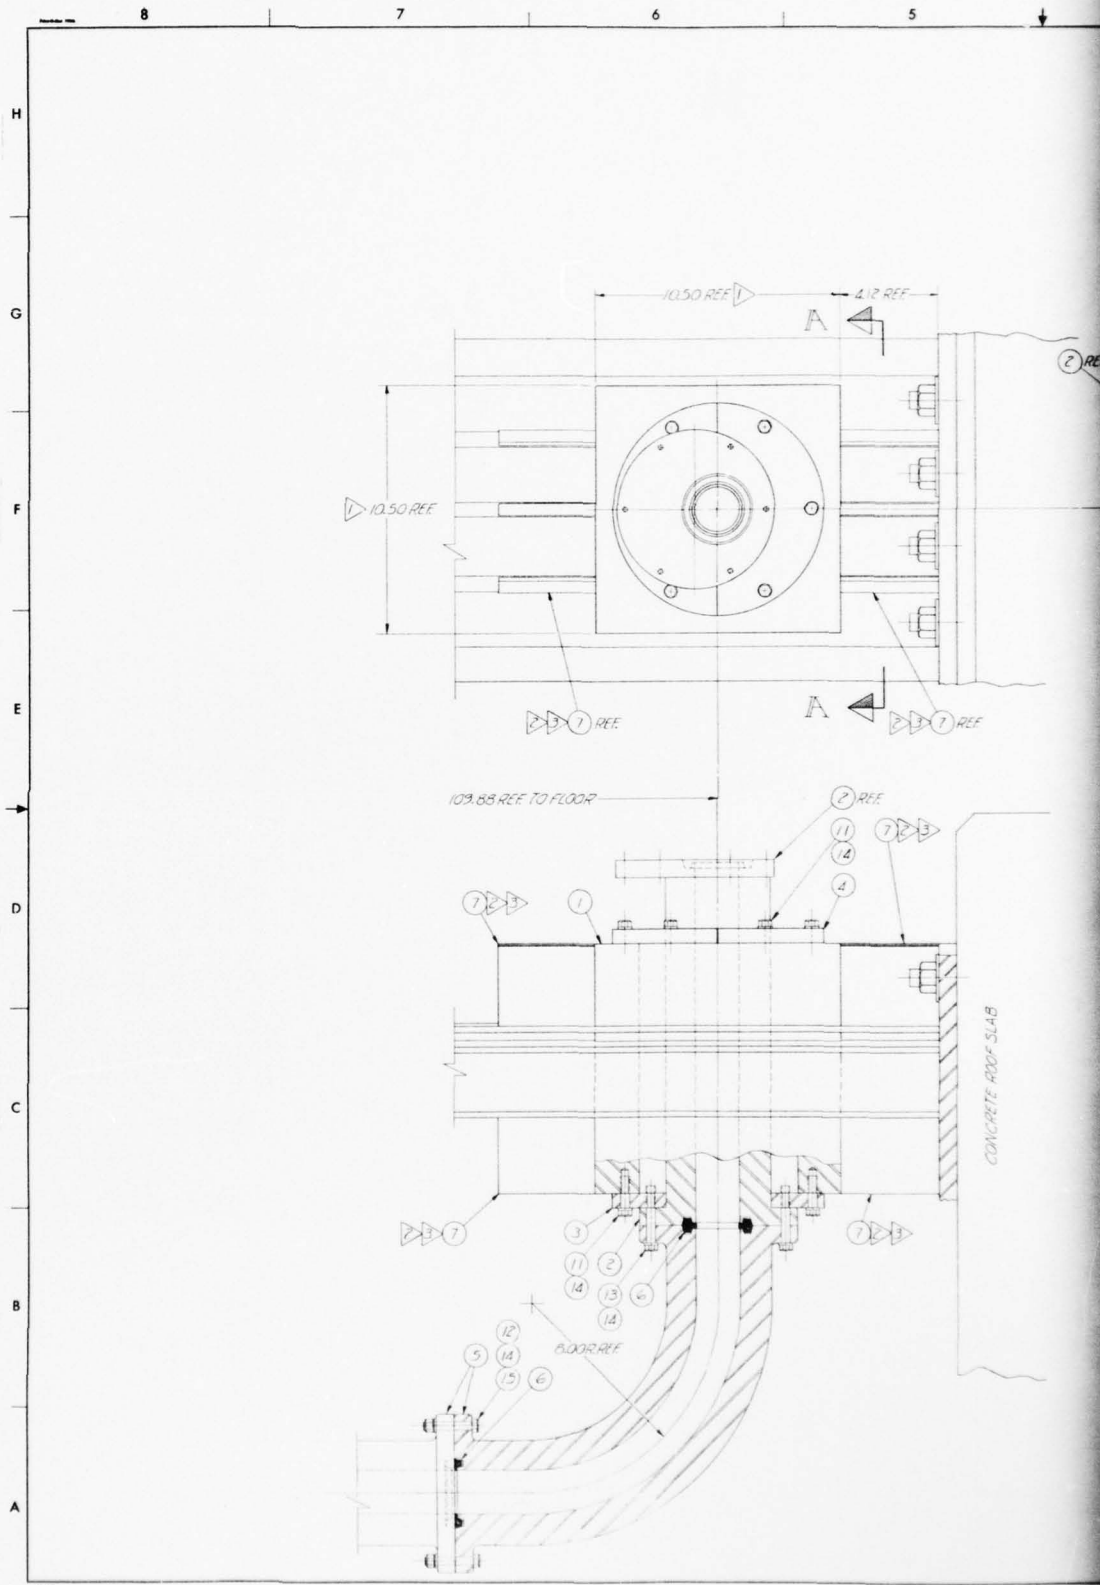 8 7 6 5
H
G
F
E
D
C
B
A
10.50 REF. 1
4.12 REF.
A
2 RE
1 10.50 REF.
A
2 3 7 REF.
2 3 7 REF.
109.88 REF. TO FLOOR
2 REF.
11
14
7 2 3
4
7 2 3
1
CONCRETE ROOF SLAB
2 3 7
3
7 2 3
11 2
14
13 6
14
8.00R REF.
12
5 14
15 6